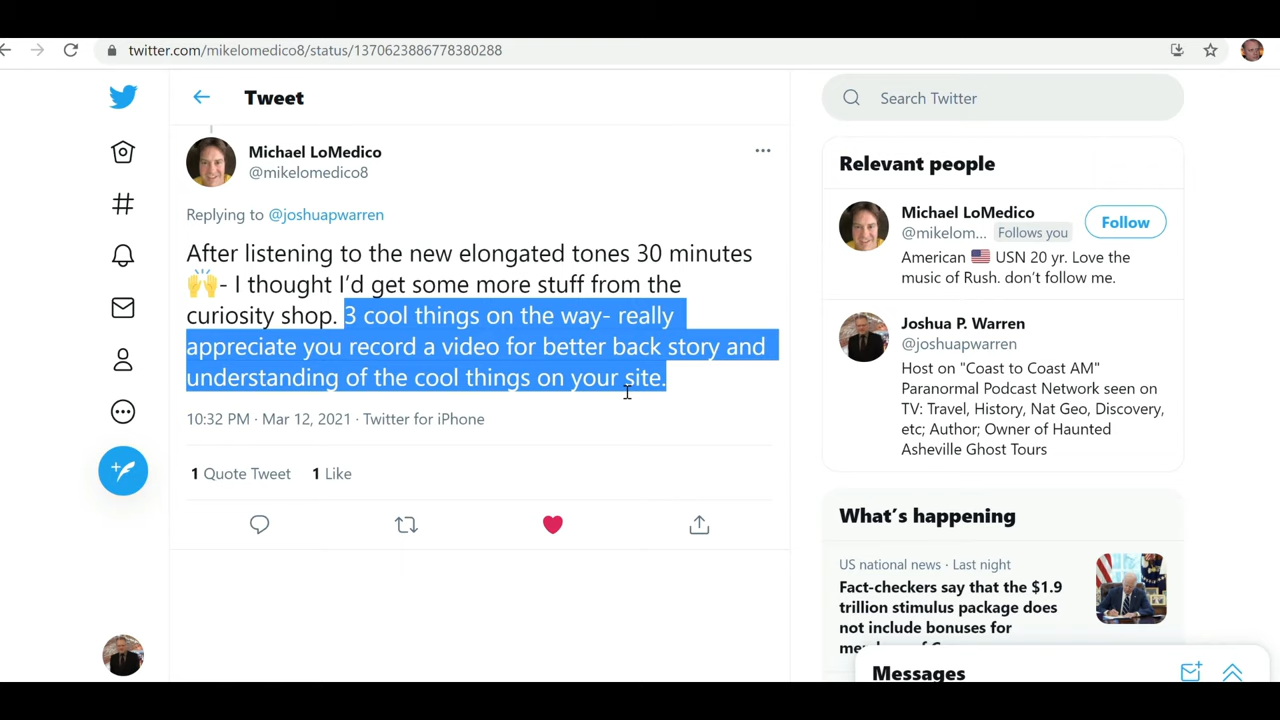 twitter.com/mikelomedico8/status/1370623886778380288
Tweet
Michael LoMedico
@mikelomedico8
Replying to @joshuapwarren
After listening to the new elongated tones 30 minutes
🙌- I thought I’d get some more stuff from the
curiosity shop. 3 cool things on the way- really
appreciate you record a video for better back story and
understanding of the cool things on your site.
10:32 PM · Mar 12, 2021 · Twitter for iPhone
1 Quote Tweet 1 Like
Search Twitter
Relevant people
Michael LoMedico
@mikelom... Follows you
Follow
American 🇺🇸 USN 20 yr. Love the
music of Rush. don’t follow me.
Joshua P. Warren
@joshuapwarren
Host on "Coast to Coast AM"
Paranormal Podcast Network seen on
TV: Travel, History, Nat Geo, Discovery,
etc; Author; Owner of Haunted
Asheville Ghost Tours
What’s happening
US national news · Last night
Fact-checkers say that the $1.9
trillion stimulus package does
not include bonuses for
Messages